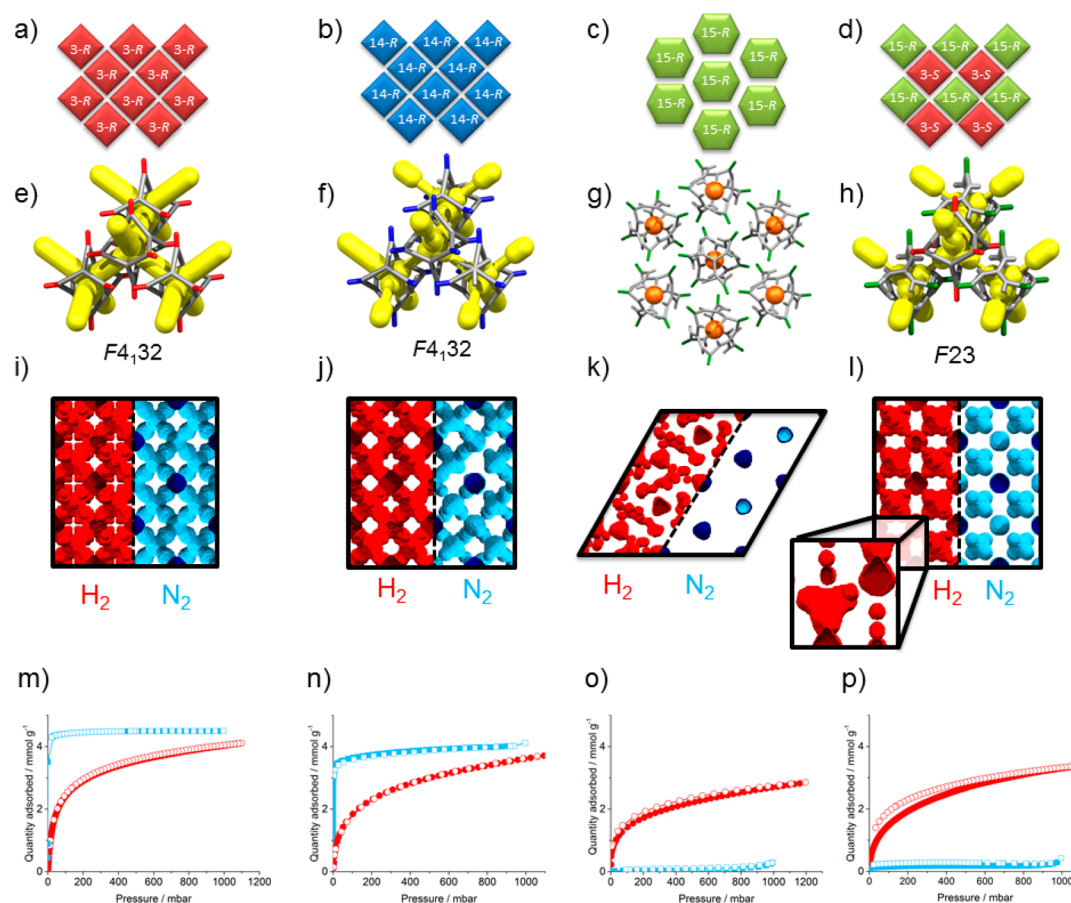 a)
b)
c)
d)
3-R 3-R 3-R
3-R 3-R
3-R 3-R 3-R
3-R 3-R
14-R 14-R 14-R
14-R 14-R
14-R 14-R 14-R
14-R 14-R
15-R
15-R 15-R
15-R
15-R 15-R
15-R
15-R 15-R 15-R
3-S 3-S
15-R 15-R 15-R
3-S 3-S
e)
f)
g)
h)
F4₁32
F4₁32
F23
i)
j)
k)
l)
H₂ N₂
H₂ N₂
H₂ N₂
H₂ N₂
m)
n)
o)
p)
Quantity adsorbed / mmol g⁻¹
4
2
0
0 200 400 600 800 1000 1200
Pressure / mbar
Quantity adsorbed / mmol g⁻¹
4
2
0
0 200 400 600 800 1000
Pressure / mbar
Quantity adsorbed / mmol g⁻¹
4
2
0
0 200 400 600 800 1000 1200
Pressure / mbar
Quantity adsorbed / mmol g⁻¹
4
2
0
0 200 400 600 800 1000
Pressure / mbar